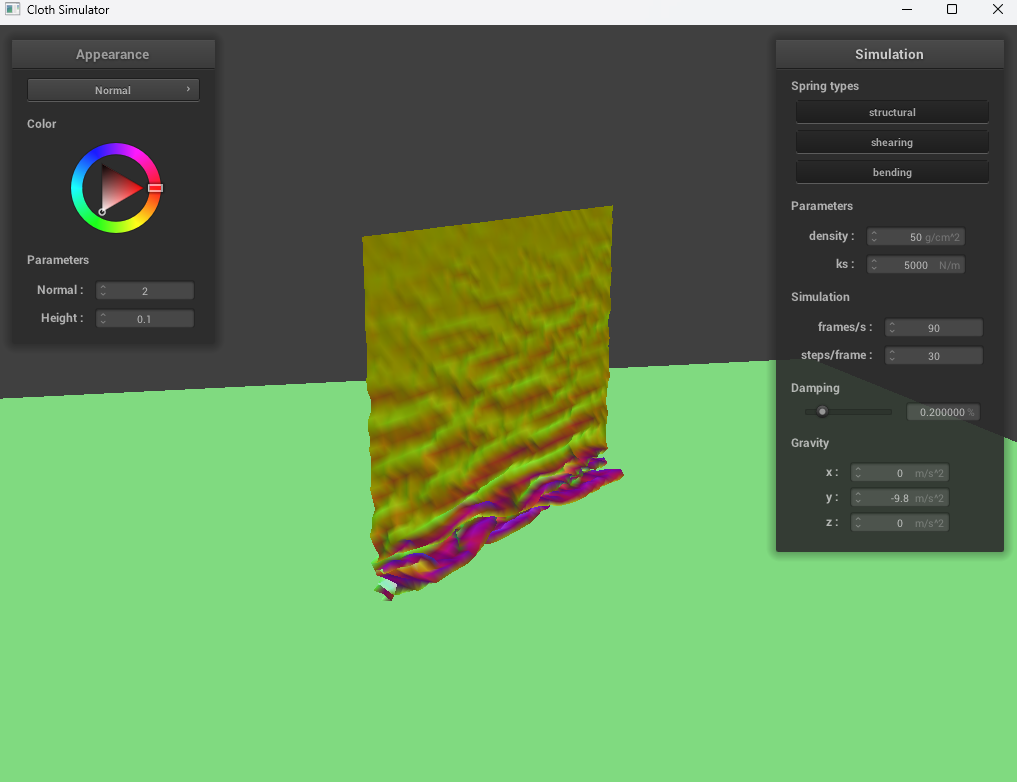 Cloth Simulator
Appearance
Normal
Color
Parameters
Normal : 2
Height : 0.1
Simulation
Spring types
structural
shearing
bending
Parameters
density : 50 g/cm^2
ks : 5000 N/m
Simulation
frames/s : 90
steps/frame : 30
Damping
0.200000 %
Gravity
x : 0 m/s^2
y : -9.8 m/s^2
z : 0 m/s^2